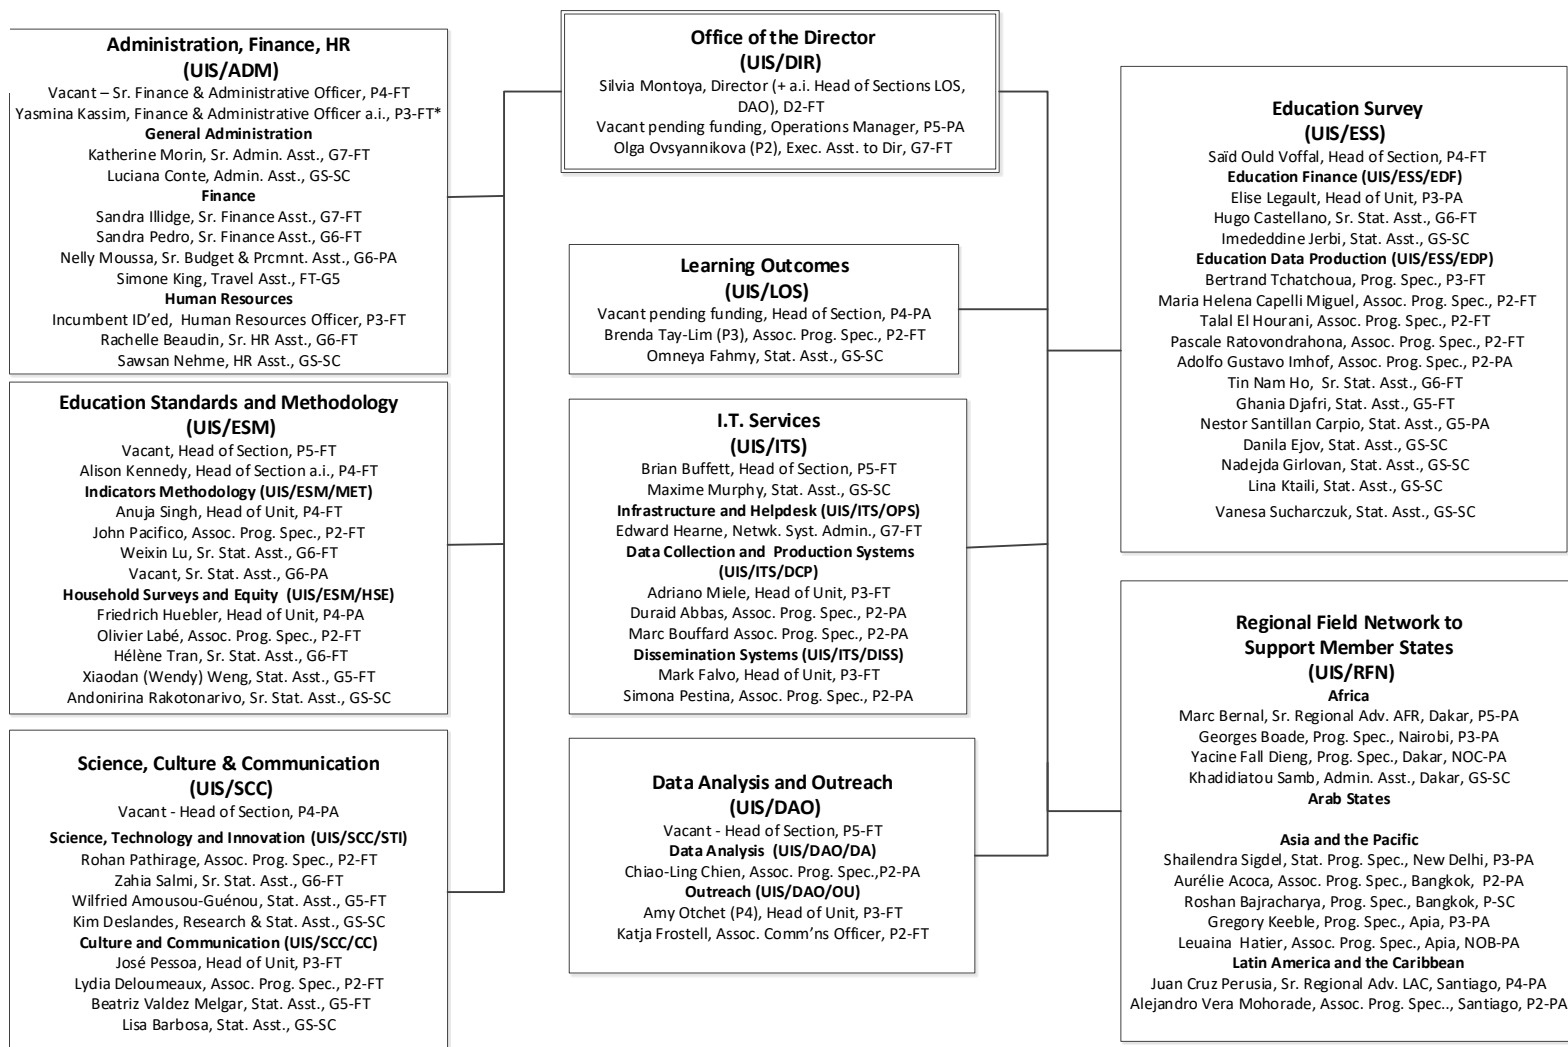 Administration, Finance, HR
(UIS/ADM)
Vacant – Sr. Finance & Administrative Officer, P4-FT
Yasmina Kassim, Finance & Administrative Officer a.i., P3-FT*
General Administration
Katherine Morin, Sr. Admin. Asst., G7-FT
Luciana Conte, Admin. Asst., GS-SC
Finance
Sandra Illidge, Sr. Finance Asst., G7-FT
Sandra Pedro, Sr. Finance Asst., G6-FT
Nelly Moussa, Sr. Budget & Prcmnt. Asst., G6-PA
Simone King, Travel Asst., FT-G5
Human Resources
Incumbent ID'ed, Human Resources Officer, P3-FT
Rachelle Beaudin, Sr. HR Asst., G6-FT
Sawsan Nehme, HR Asst., GS-SC
Education Standards and Methodology
(UIS/ESM)
Vacant, Head of Section, P5-FT
Alison Kennedy, Head of Section a.i., P4-FT
Indicators Methodology (UIS/ESM/MET)
Anuja Singh, Head of Unit, P4-FT
John Pacifico, Assoc. Prog. Spec., P2-FT
Weixin Lu, Sr. Stat. Asst., G6-FT
Vacant, Sr. Stat. Asst., G6-PA
Household Surveys and Equity (UIS/ESM/HSE)
Friedrich Huebler, Head of Unit, P4-PA
Olivier Labé, Assoc. Prog. Spec., P2-FT
Hélène Tran, Sr. Stat. Asst., G6-FT
Xiaodan (Wendy) Weng, Stat. Asst., G5-FT
Andonirina Rakotonarivo, Sr. Stat. Asst., GS-SC
Science, Culture & Communication
(UIS/SCC)
Vacant - Head of Section, P4-PA
Science, Technology and Innovation (UIS/SCC/STI)
Rohan Pathirage, Assoc. Prog. Spec., P2-FT
Zahia Salmi, Sr. Stat. Asst., G6-FT
Wilfried Amousou-Guénou, Stat. Asst., G5-FT
Kim Deslandes, Research & Stat. Asst., GS-SC
Culture and Communication (UIS/SCC/CC)
José Pessoa, Head of Unit, P3-FT
Lydia Deloumeaux, Assoc. Prog. Spec., P2-FT
Beatriz Valdez Melgar, Stat. Asst., G5-FT
Lisa Barbosa, Stat. Asst., GS-SC
Office of the Director
(UIS/DIR)
Silvia Montoya, Director (+ a.i. Head of Sections LOS,
DAO), D2-FT
Vacant pending funding, Operations Manager, P5-PA
Olga Ovsyannikova (P2), Exec. Asst. to Dir, G7-FT
Learning Outcomes
(UIS/LOS)
Vacant pending funding, Head of Section, P4-PA
Brenda Tay-Lim (P3), Assoc. Prog. Spec., P2-FT
Omneya Fahmy, Stat. Asst., GS-SC
I.T. Services
(UIS/ITS)
Brian Buffett, Head of Section, P5-FT
Maxime Murphy, Stat. Asst., GS-SC
Infrastructure and Helpdesk (UIS/ITS/OPS)
Edward Hearne, Netwk. Syst. Admin., G7-FT
Data Collection and Production Systems
(UIS/ITS/DCP)
Adriano Miele, Head of Unit, P3-FT
Duraid Abbas, Assoc. Prog. Spec., P2-PA
Marc Bouffard Assoc. Prog. Spec., P2-PA
Dissemination Systems (UIS/ITS/DISS)
Mark Falvo, Head of Unit, P3-FT
Simona Pestina, Assoc. Prog. Spec., P2-PA
Data Analysis and Outreach
(UIS/DAO)
Vacant - Head of Section, P5-FT
Data Analysis (UIS/DAO/DA)
Chiao-Ling Chien, Assoc. Prog. Spec.,P2-PA
Outreach (UIS/DAO/OU)
Amy Otchet (P4), Head of Unit, P3-FT
Katja Frostell, Assoc. Comm'ns Officer, P2-FT
Education Survey
(UIS/ESS)
Saïd Ould Voffal, Head of Section, P4-FT
Education Finance (UIS/ESS/EDF)
Elise Legault, Head of Unit, P3-PA
Hugo Castellano, Sr. Stat. Asst., G6-FT
Imededdine Jerbi, Stat. Asst., GS-SC
Education Data Production (UIS/ESS/EDP)
Bertrand Tchatchoua, Prog. Spec., P3-FT
Maria Helena Capelli Miguel, Assoc. Prog. Spec., P2-FT
Talal El Hourani, Assoc. Prog. Spec., P2-FT
Pascale Ratovondrahona, Assoc. Prog. Spec., P2-FT
Adolfo Gustavo Imhof, Assoc. Prog. Spec., P2-PA
Tin Nam Ho, Sr. Stat. Asst., G6-FT
Ghania Djafri, Stat. Asst., G5-FT
Nestor Santillan Carpio, Stat. Asst., G5-PA
Danila Ejov, Stat. Asst., GS-SC
Nadejda Girlovan, Stat. Asst., GS-SC
Lina Ktaili, Stat. Asst., GS-SC
Vanesa Sucharczuk, Stat. Asst., GS-SC
Regional Field Network to
Support Member States
(UIS/RFN)
Africa
Marc Bernal, Sr. Regional Adv. AFR, Dakar, P5-PA
Georges Boade, Prog. Spec., Nairobi, P3-PA
Yacine Fall Dieng, Prog. Spec., Dakar, NOC-PA
Khadidiatou Samb, Admin. Asst., Dakar, GS-SC
Arab States
Asia and the Pacific
Shailendra Sigdel, Stat. Prog. Spec., New Delhi, P3-PA
Aurélie Acoca, Assoc. Prog. Spec., Bangkok, P2-PA
Roshan Bajracharya, Prog. Spec., Bangkok, P-SC
Gregory Keeble, Prog. Spec., Apia, P3-PA
Leuaina Hatier, Assoc. Prog. Spec., Apia, NOB-PA
Latin America and the Caribbean
Juan Cruz Perusia, Sr. Regional Adv. LAC, Santiago, P4-PA
Alejandro Vera Mohorade, Assoc. Prog. Spec.., Santiago, P2-PA